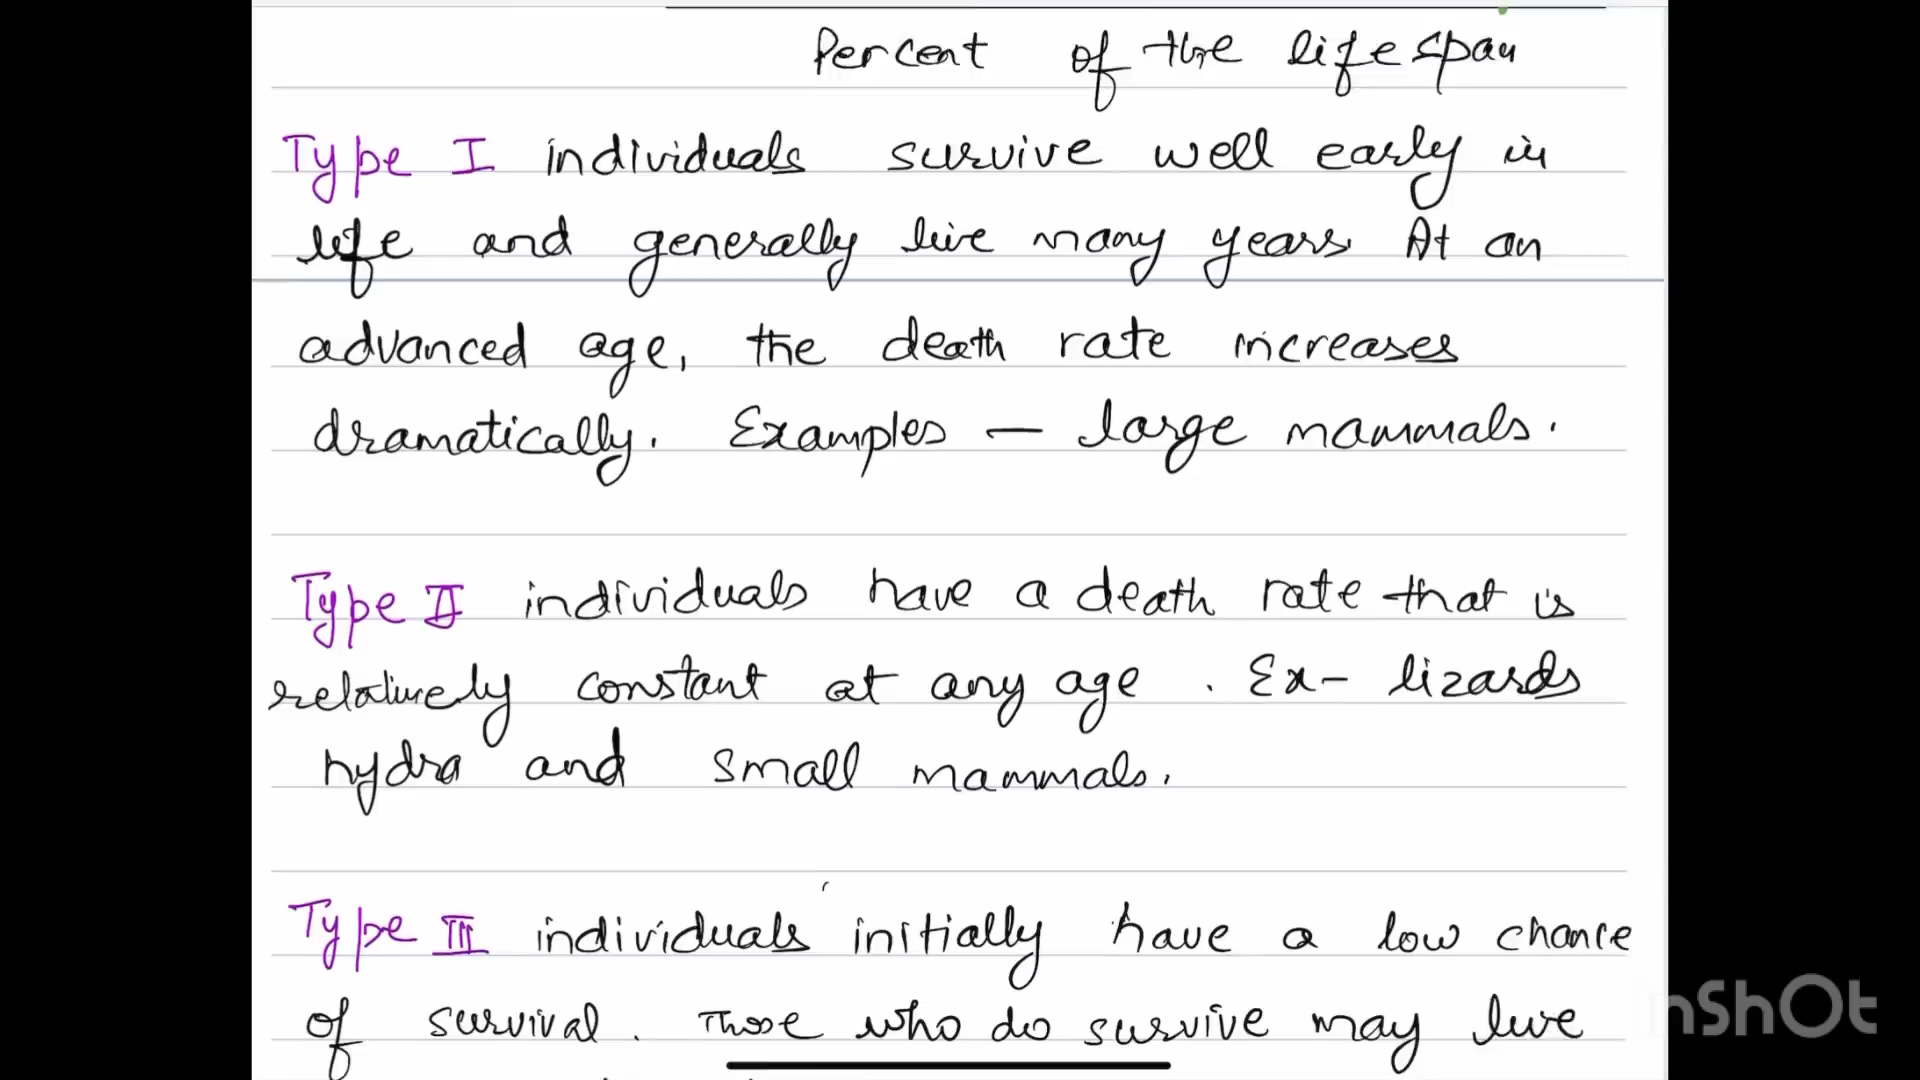 Percent of the lifespan
Type I individuals survive well early in
life and generally live many years. At an
advanced age, the death rate increases
dramatically. Examples — large mammals.
Type II individuals have a death rate that is
relatively constant at any age. Ex- lizards
hydra and small mammals.
Type III individuals initially have a low chance
of survival. Those who do survive may live
nShOt